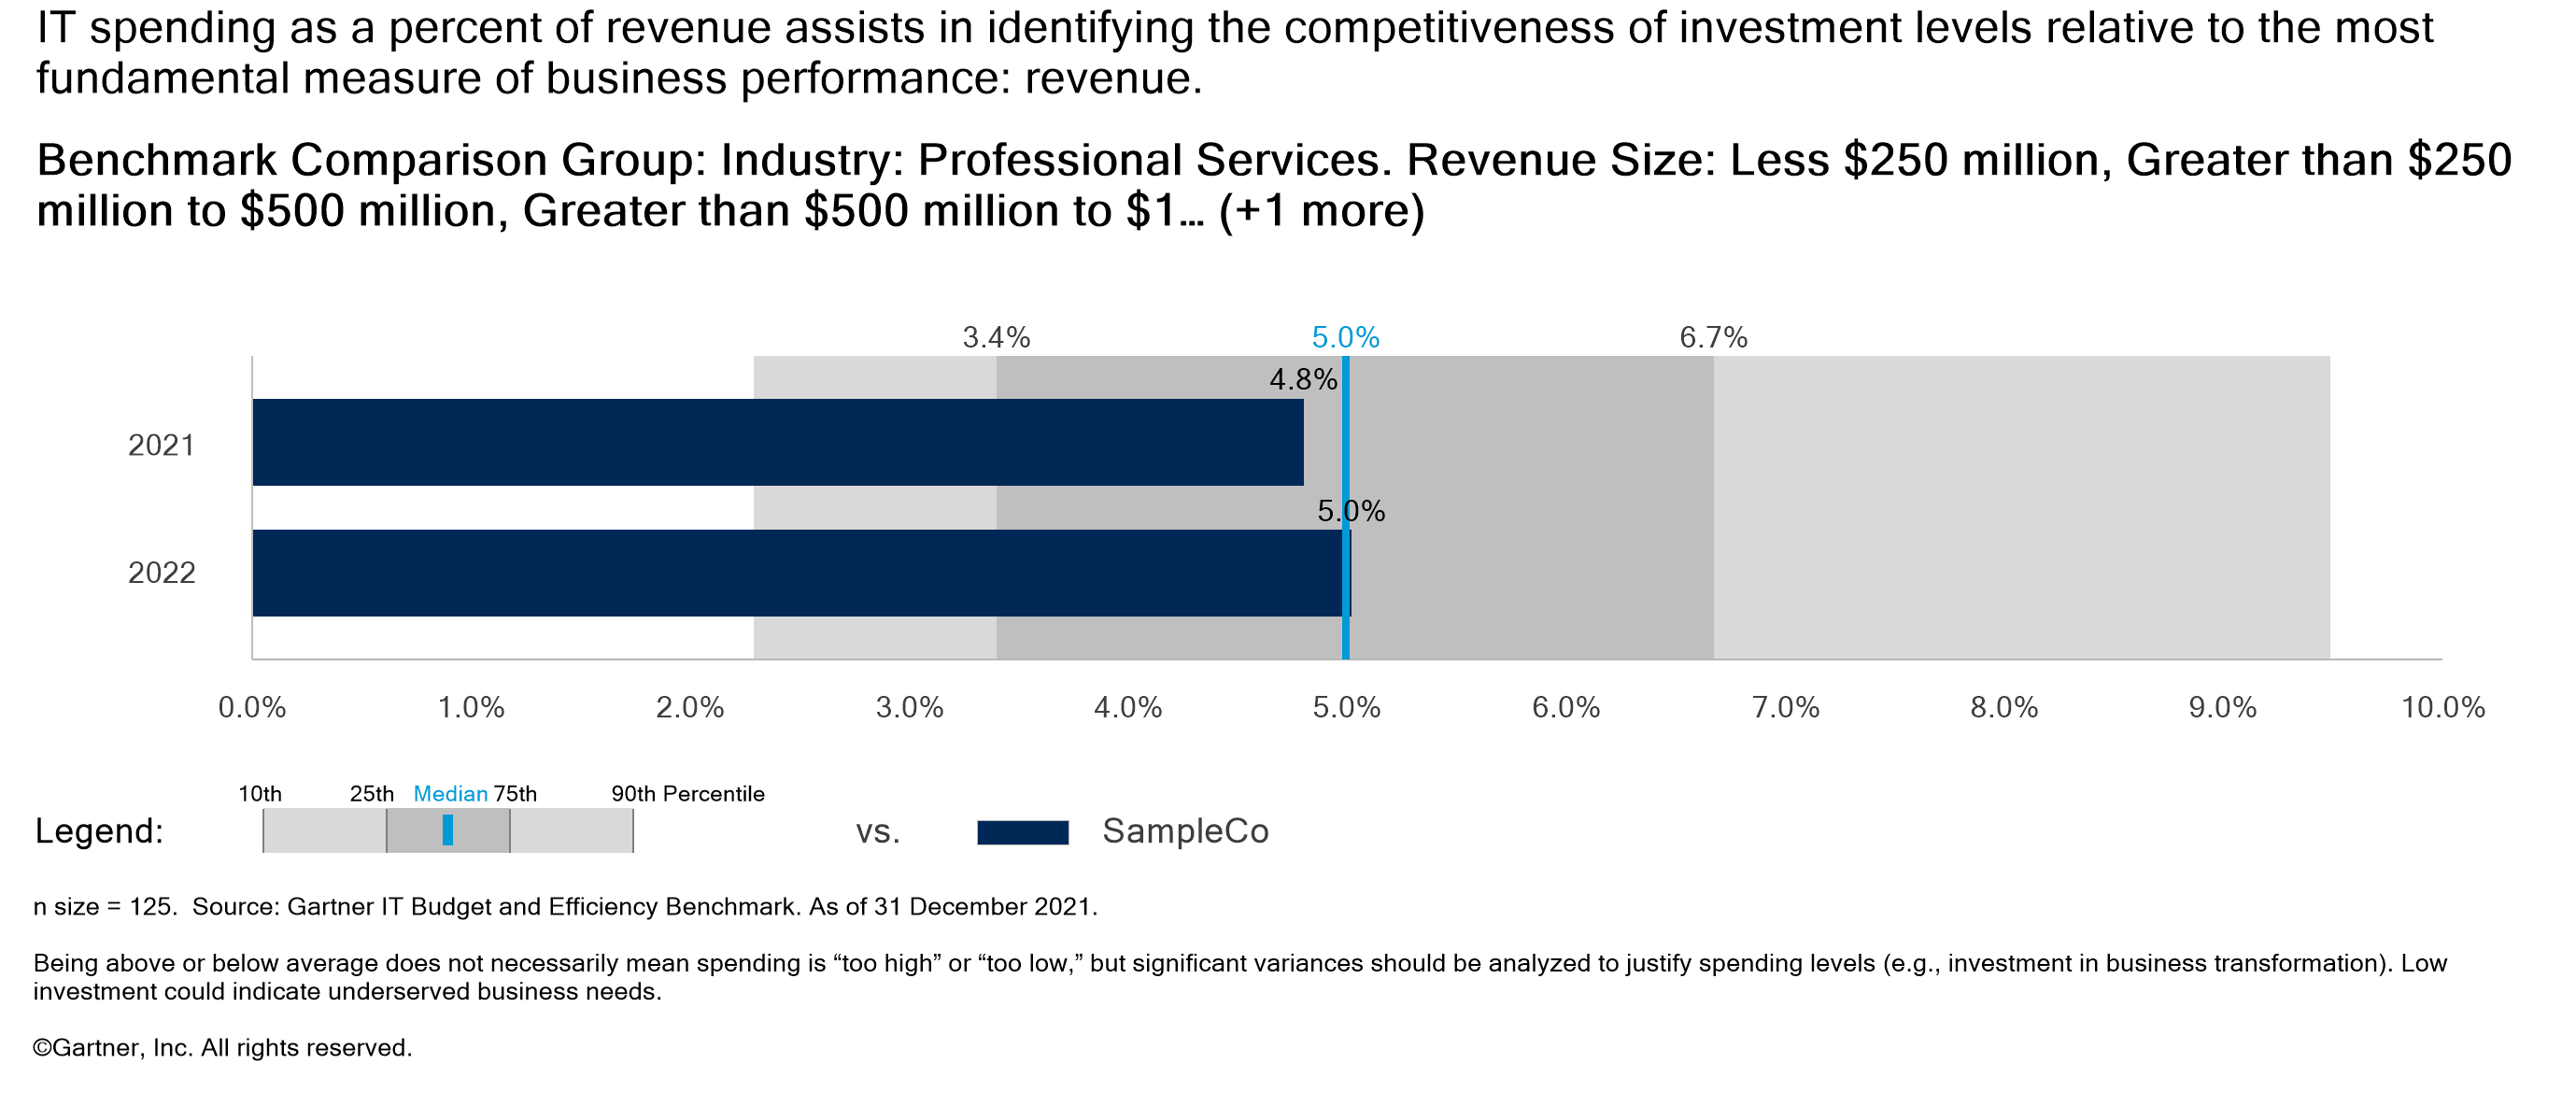 IT spending as a percent of revenue assists in identifying the competitiveness of investment levels relative to the most
fundamental measure of business performance: revenue.
Benchmark Comparison Group: Industry: Professional Services. Revenue Size: Less $250 million, Greater than $250
million to $500 million, Greater than $500 million to $1... (+1 more)
3.4% 5.0% 6.7%
4.8%
2021
5.0%
2022
0.0% 1.0% 2.0% 3.0% 4.0% 5.0% 6.0% 7.0% 8.0% 9.0% 10.0%
10th 25th Median 75th 90th Percentile
Legend: vs. SampleCo
n size = 125.  Source: Gartner IT Budget and Efficiency Benchmark. As of 31 December 2021.
Being above or below average does not necessarily mean spending is “too high” or “too low,” but significant variances should be analyzed to justify spending levels (e.g., investment in business transformation). Low
investment could indicate underserved business needs.
©Gartner, Inc. All rights reserved.